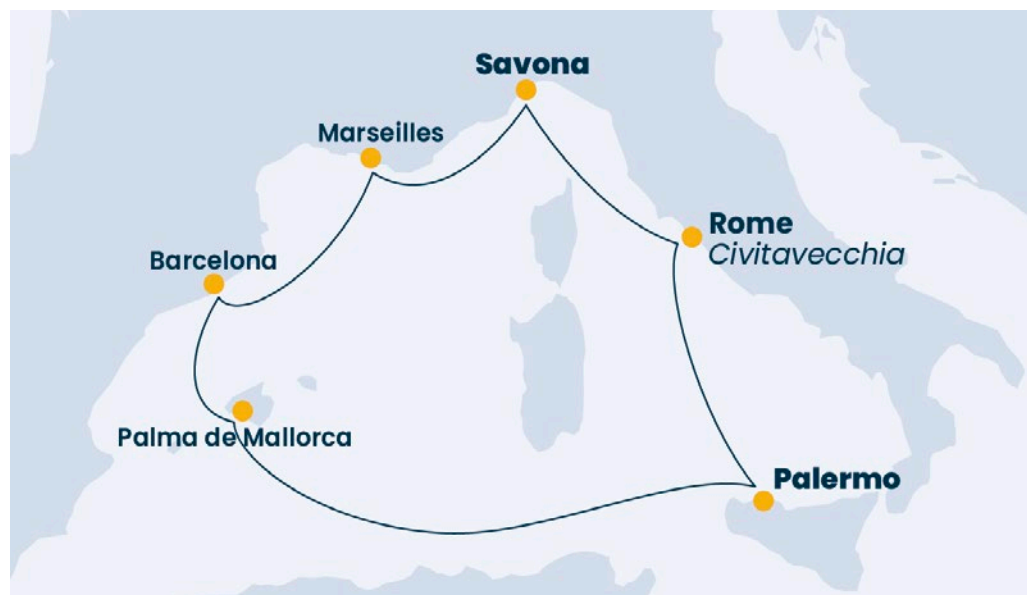 Savona
Marseilles
Rome
Civitavecchia
Barcelona
Palma de Mallorca
Palermo